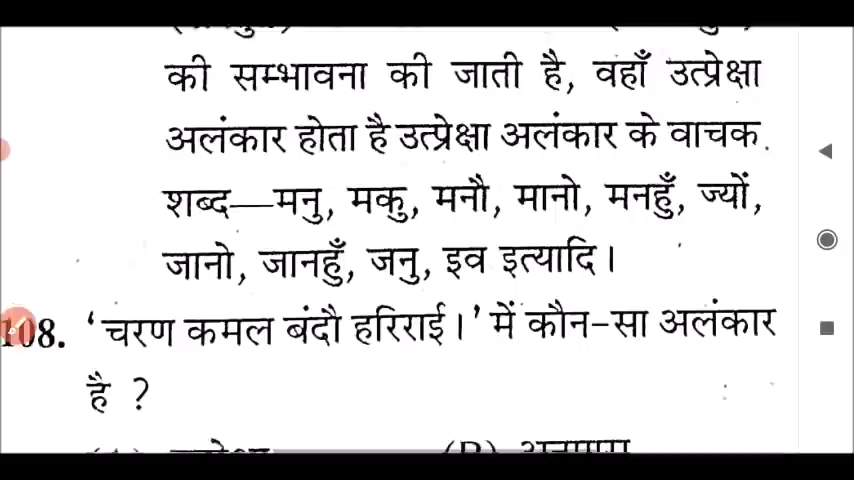 की सम्भावना की जाती है, वहाँ उत्प्रेक्षा
अलंकार होता है उत्प्रेक्षा अलंकार के वाचक
शब्द—मनु, मकु, मनौ, मानो, मनहुँ, ज्यों,
जानो, जानहुँ, जनु, इव इत्यादि।
108. ‘चरण कमल बंदौ हरिराई।’ में कौन-सा अलंकार
है ?